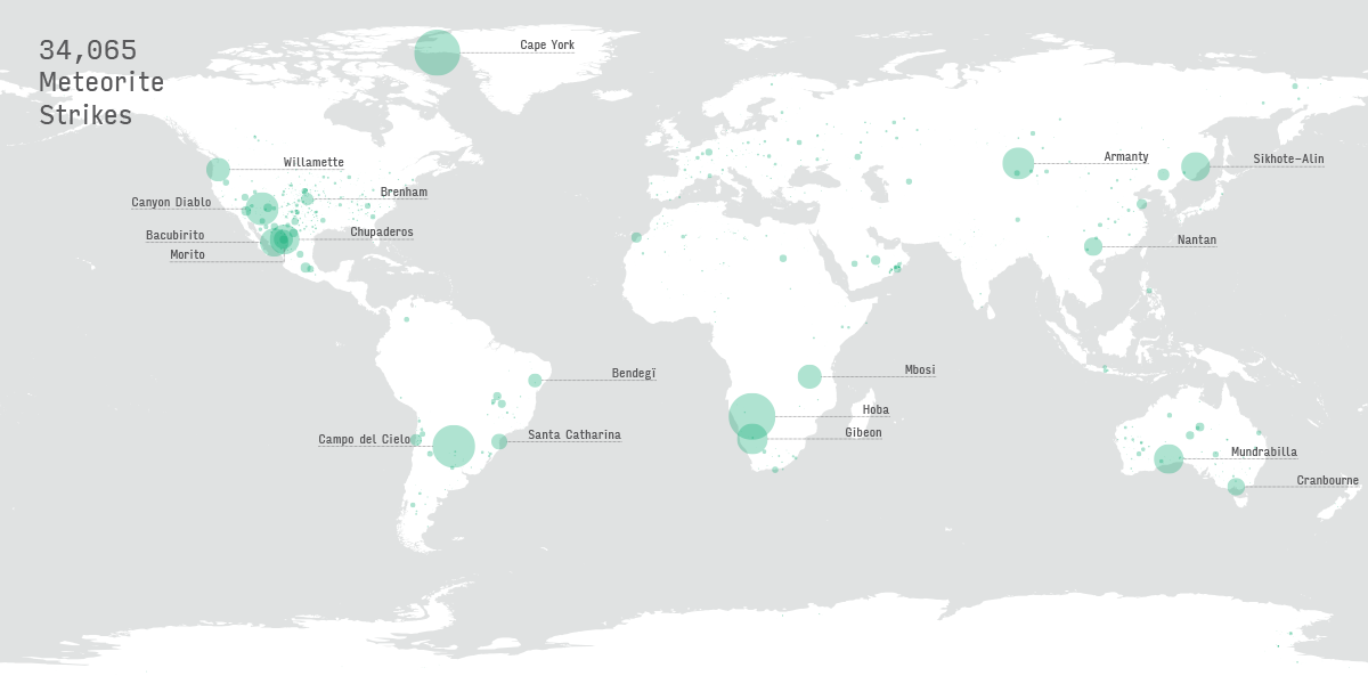 34,065
Meteorite
Strikes
Cape York
Willamette
Brenham
Canyon Diablo
Chupaderos
Bacubirito
Morito
Armanty
Sikhote-Alin
Nantan
Bendegï
Mbosi
Hoba
Gibeon
Campo del Cielo
Santa Catharina
Mundrabilla
Cranbourne